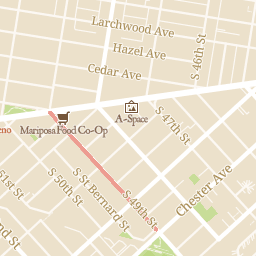 Larchwood Ave
Hazel Ave
Cedar Ave
S 46th St
A-Space
S 47th St
Mariposa Food Co-Op
eno
51st St
S 50th St
S St Bernard St
S 49th St
Chester Ave